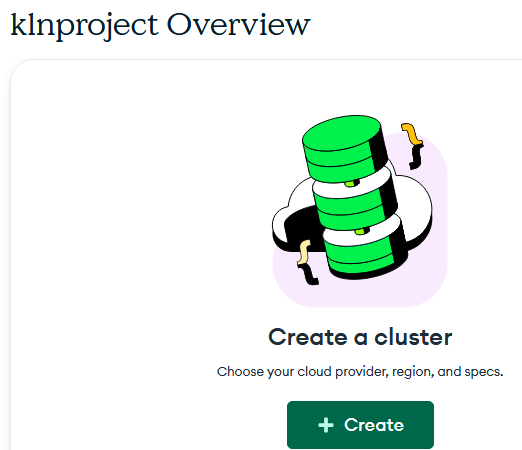 klnproject Overview
Create a cluster
Choose your cloud provider, region, and specs.
+ Create